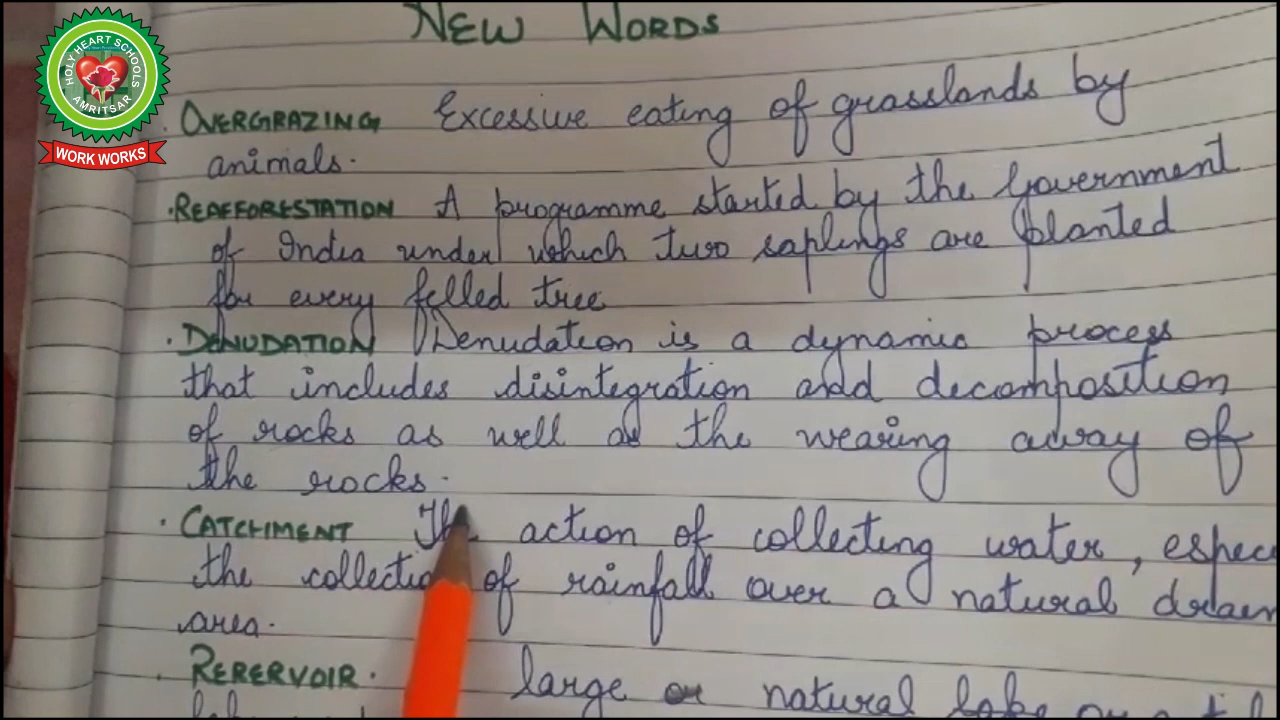 HOLY HEART SCHOOLS
AMRITSAR
WORK WORKS
NEW WORDS
OVERGRAZING Excessive eating of grasslands by
animals.
REAFFORESTATION A programme started by the Government
of India under which two saplings are planted
for every felled tree
DENUDATION Denudation is a dynamic process
that includes disintegration and decomposition
of rocks as well as the wearing away of
the rocks.
CATCHMENT The action of collecting water, espec
the collection of rainfall over a natural drain
area.
RERERVOIR. large or natural lake